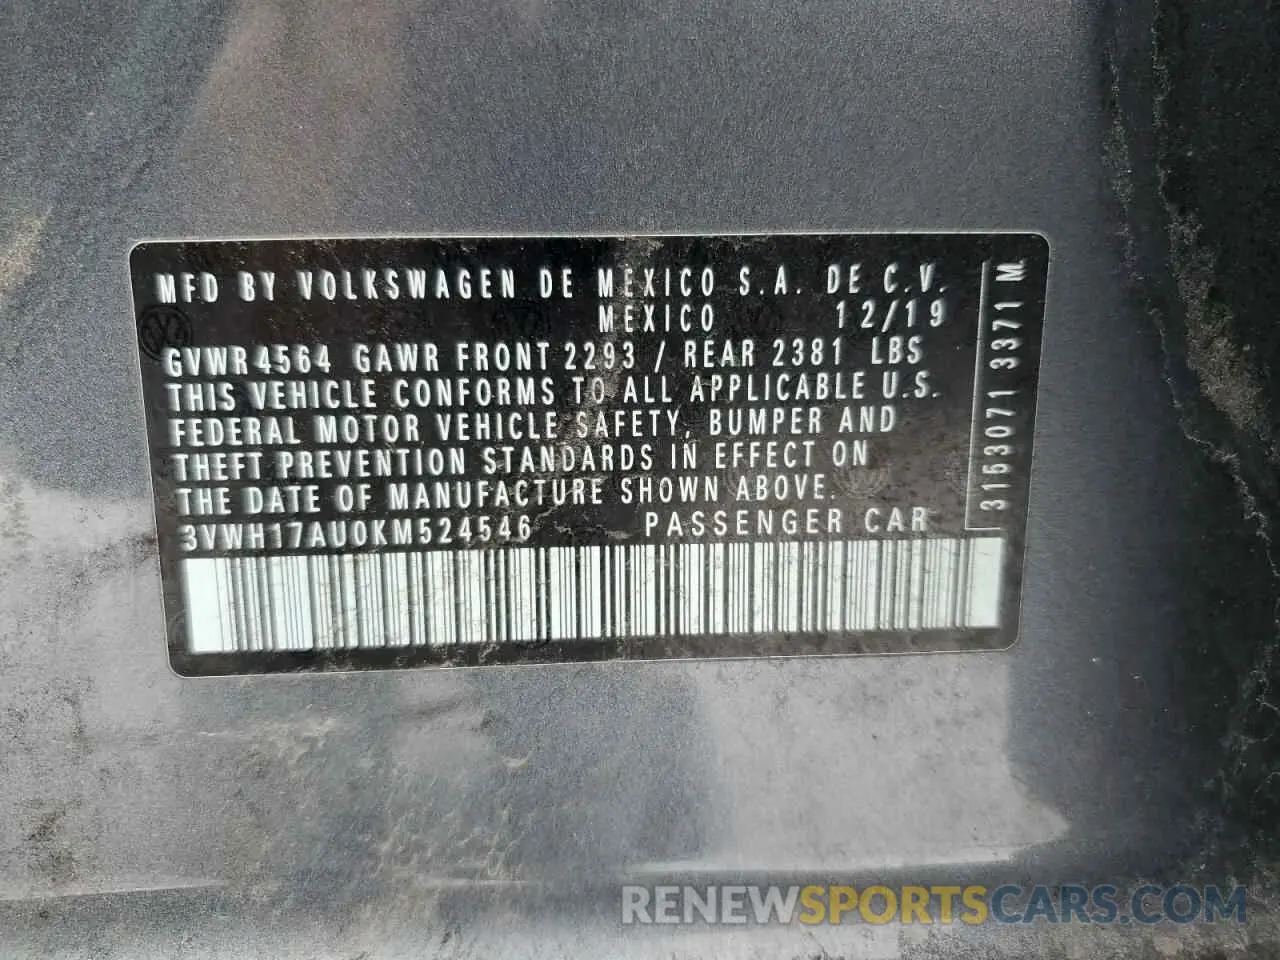 MFD BY VOLKSWAGEN DE MEXICO S.A. DE C.V.
MEXICO 12/19
GVWR 4564 GAWR FRONT 2293 / REAR 2381 LBS
THIS VEHICLE CONFORMS TO ALL APPLICABLE U.S.
FEDERAL MOTOR VEHICLE SAFETY, BUMPER AND
THEFT PREVENTION STANDARDS IN EFFECT ON
THE DATE OF MANUFACTURE SHOWN ABOVE.
3VWH17AU0KM524546 PASSENGER CAR
3153071 3371 M
RENEWSPORTSCARS.COM